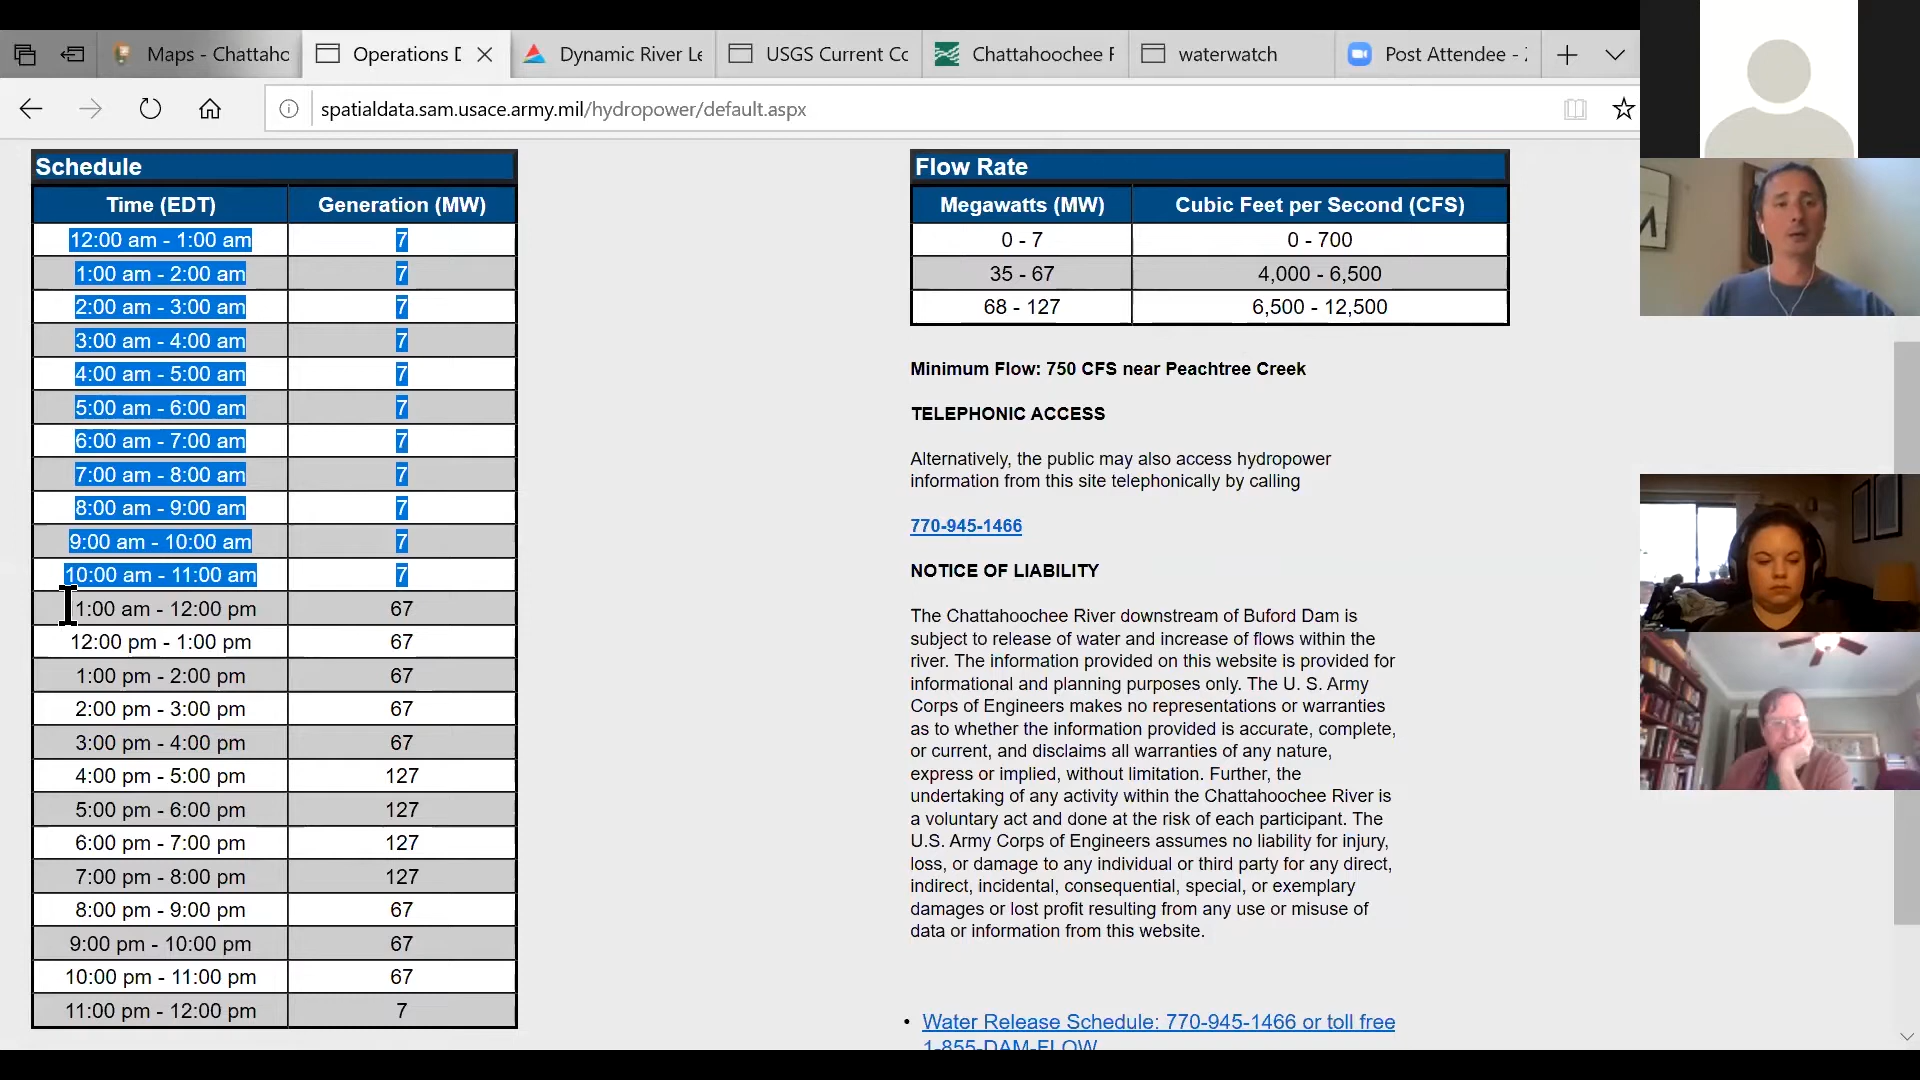 Maps - Chattaho
Operations D
Dynamic River Le
USGS Current Co
Chattahoochee F
waterwatch
Post Attendee - Z
spatialdata.sam.usace.army.mil/hydropower/default.aspx
Schedule
Time (EDT) Generation (MW)
12:00 am - 1:00 am 7
1:00 am - 2:00 am 7
2:00 am - 3:00 am 7
3:00 am - 4:00 am 7
4:00 am - 5:00 am 7
5:00 am - 6:00 am 7
6:00 am - 7:00 am 7
7:00 am - 8:00 am 7
8:00 am - 9:00 am 7
9:00 am - 10:00 am 7
10:00 am - 11:00 am 7
11:00 am - 12:00 pm 67
12:00 pm - 1:00 pm 67
1:00 pm - 2:00 pm 67
2:00 pm - 3:00 pm 67
3:00 pm - 4:00 pm 67
4:00 pm - 5:00 pm 127
5:00 pm - 6:00 pm 127
6:00 pm - 7:00 pm 127
7:00 pm - 8:00 pm 127
8:00 pm - 9:00 pm 67
9:00 pm - 10:00 pm 67
10:00 pm - 11:00 pm 67
11:00 pm - 12:00 pm 7
Flow Rate
Megawatts (MW) Cubic Feet per Second (CFS)
0 - 7 0 - 700
35 - 67 4,000 - 6,500
68 - 127 6,500 - 12,500
Minimum Flow: 750 CFS near Peachtree Creek
TELEPHONIC ACCESS
Alternatively, the public may also access hydropower
information from this site telephonically by calling
770-945-1466
NOTICE OF LIABILITY
The Chattahoochee River downstream of Buford Dam is
subject to release of water and increase of flows within the
river. The information provided on this website is provided for
informational and planning purposes only. The U. S. Army
Corps of Engineers makes no representations or warranties
as to whether the information provided is accurate, complete,
or current, and disclaims all warranties of any nature,
express or implied, without limitation. Further, the
undertaking of any activity within the Chattahoochee River is
a voluntary act and done at the risk of each participant. The
U.S. Army Corps of Engineers assumes no liability for injury,
loss, or damage to any individual or third party for any direct,
indirect, incidental, consequential, special, or exemplary
damages or lost profit resulting from any use or misuse of
data or information from this website.
• Water Release Schedule: 770-945-1466 or toll free
1-855-DAM-FLOW